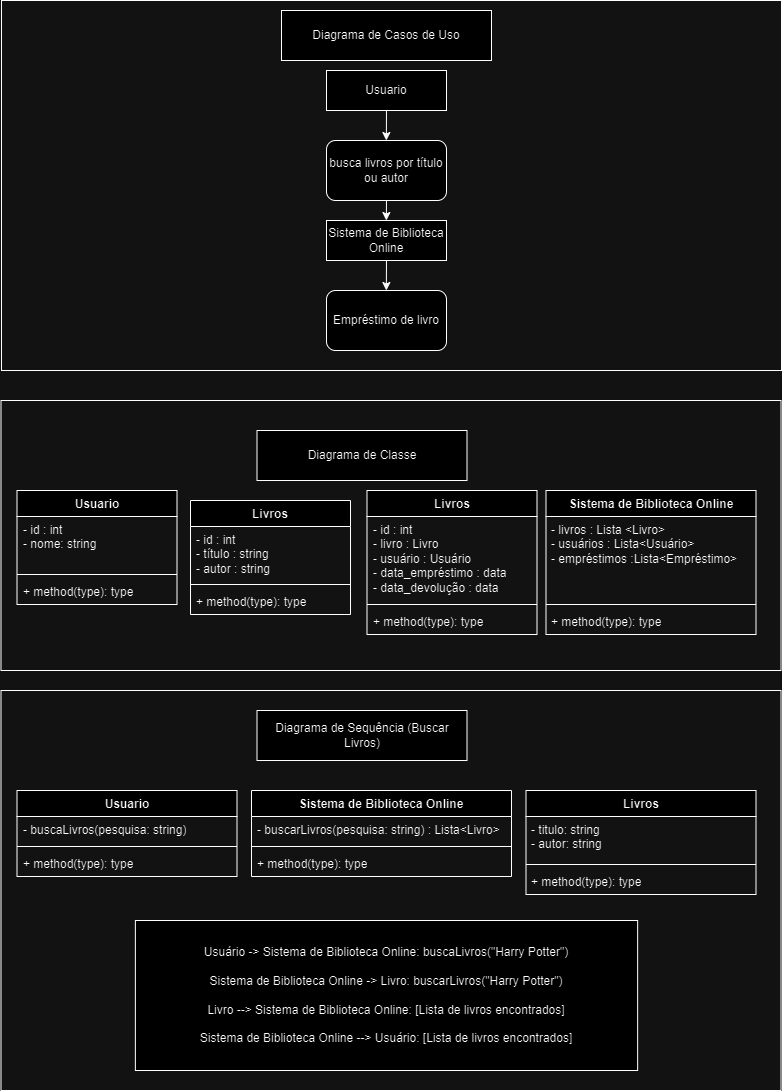 Diagrama de Casos de Uso
Usuario
busca livros por título
ou autor
Sistema de Biblioteca
Online
Empréstimo de livro
Diagrama de Classe
Usuario
- id : int
- nome: string
+ method(type): type
Livros
- id : int
- título : string
- autor : string
+ method(type): type
Livros
- id : int
- livro : Livro
- usuário : Usuário
- data_empréstimo : data
- data_devolução : data
+ method(type): type
Sistema de Biblioteca Online
- livros : Lista <Livro>
- usuários : Lista<Usuário>
- empréstimos :Lista<Empréstimo>
+ method(type): type
Diagrama de Sequência (Buscar
Livros)
Usuario
- buscaLivros(pesquisa: string)
+ method(type): type
Sistema de Biblioteca Online
- buscarLivros(pesquisa: string) : Lista<Livro>
+ method(type): type
Livros
- titulo: string
- autor: string
+ method(type): type
Usuário -> Sistema de Biblioteca Online: buscaLivros("Harry Potter")
Sistema de Biblioteca Online -> Livro: buscarLivros("Harry Potter")
Livro --> Sistema de Biblioteca Online: [Lista de livros encontrados]
Sistema de Biblioteca Online --> Usuário: [Lista de livros encontrados]